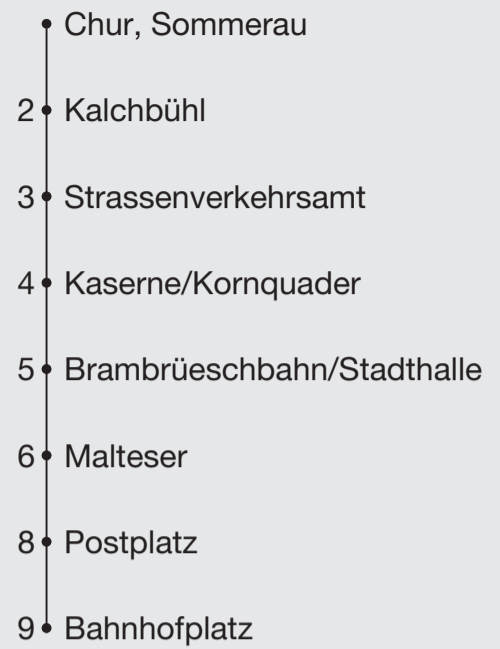 Chur, Sommerau
2 Kalchbühl
3 Strassenverkehrsamt
4 Kaserne/Kornquader
5 Brambrüeschbahn/Stadthalle
6 Malteser
8 Postplatz
9 Bahnhofplatz